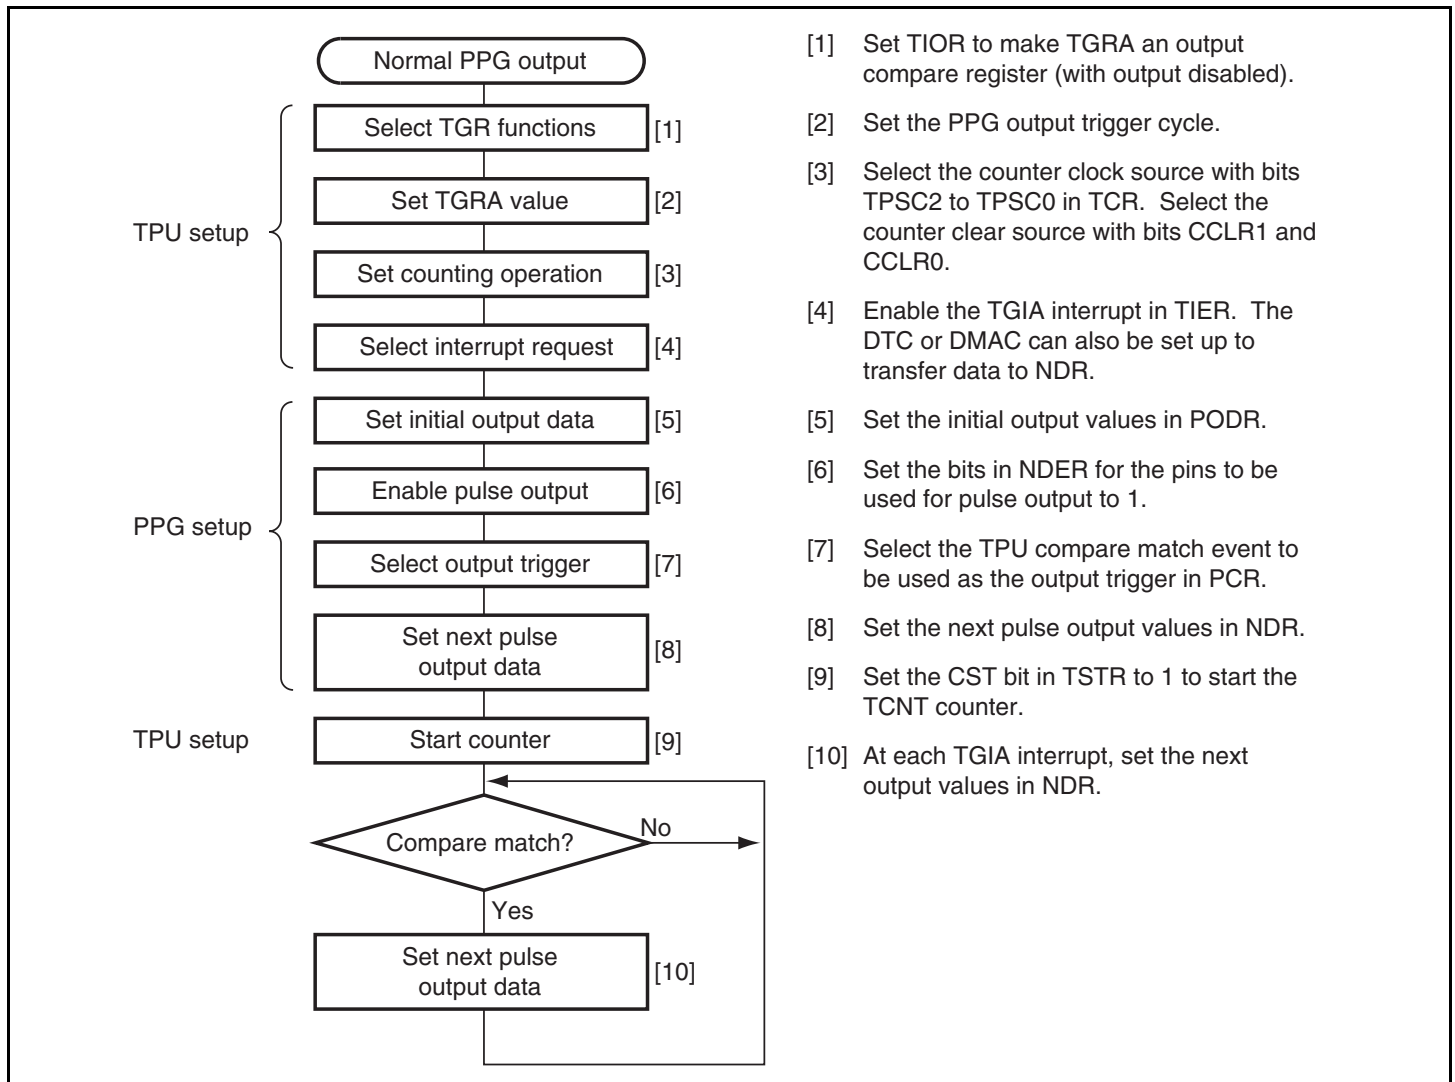 Normal PPG output
Select TGR functions [1]
Set TGRA value [2]
TPU setup
Set counting operation [3]
Select interrupt request [4]
Set initial output data [5]
Enable pulse output [6]
PPG setup
Select output trigger [7]
Set next pulse
output data
[8]
TPU setup
Start counter [9]
Compare match?
No
Yes
Set next pulse
output data
[10]
[1] Set TIOR to make TGRA an output
compare register (with output disabled).
[2] Set the PPG output trigger cycle.
[3] Select the counter clock source with bits
TPSC2 to TPSC0 in TCR. Select the
counter clear source with bits CCLR1 and
CCLR0.
[4] Enable the TGIA interrupt in TIER. The
DTC or DMAC can also be set up to
transfer data to NDR.
[5] Set the initial output values in PODR.
[6] Set the bits in NDER for the pins to be
used for pulse output to 1.
[7] Select the TPU compare match event to
be used as the output trigger in PCR.
[8] Set the next pulse output values in NDR.
[9] Set the CST bit in TSTR to 1 to start the
TCNT counter.
[10] At each TGIA interrupt, set the next
output values in NDR.